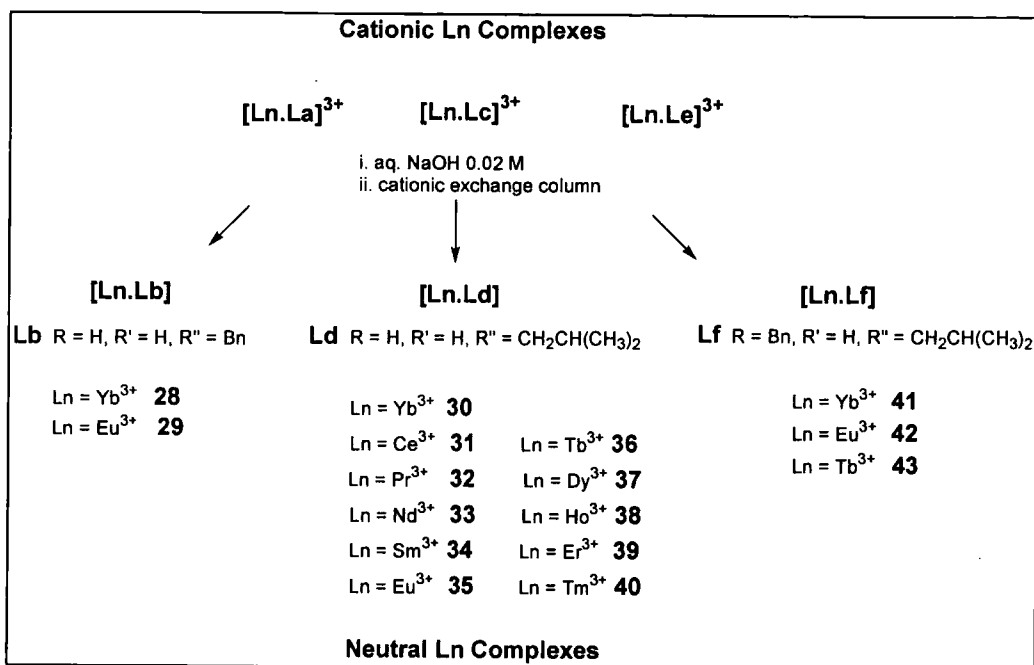 Cationic Ln Complexes
[Ln.La]³⁺ [Ln.Lc]³⁺ [Ln.Le]³⁺
i. aq. NaOH 0.02 M
ii. cationic exchange column
[Ln.Lb] [Ln.Ld] [Ln.Lf]
Lb R = H, R' = H, R" = Bn Ld R = H, R' = H, R" = CH₂CH(CH₃)₂ Lf R = Bn, R' = H, R" = CH₂CH(CH₃)₂
Ln = Yb³⁺ 28
Ln = Eu³⁺ 29
Ln = Yb³⁺ 30
Ln = Ce³⁺ 31 Ln = Tb³⁺ 36
Ln = Pr³⁺ 32 Ln = Dy³⁺ 37
Ln = Nd³⁺ 33 Ln = Ho³⁺ 38
Ln = Sm³⁺ 34 Ln = Er³⁺ 39
Ln = Eu³⁺ 35 Ln = Tm³⁺ 40
Ln = Yb³⁺ 41
Ln = Eu³⁺ 42
Ln = Tb³⁺ 43
Neutral Ln Complexes